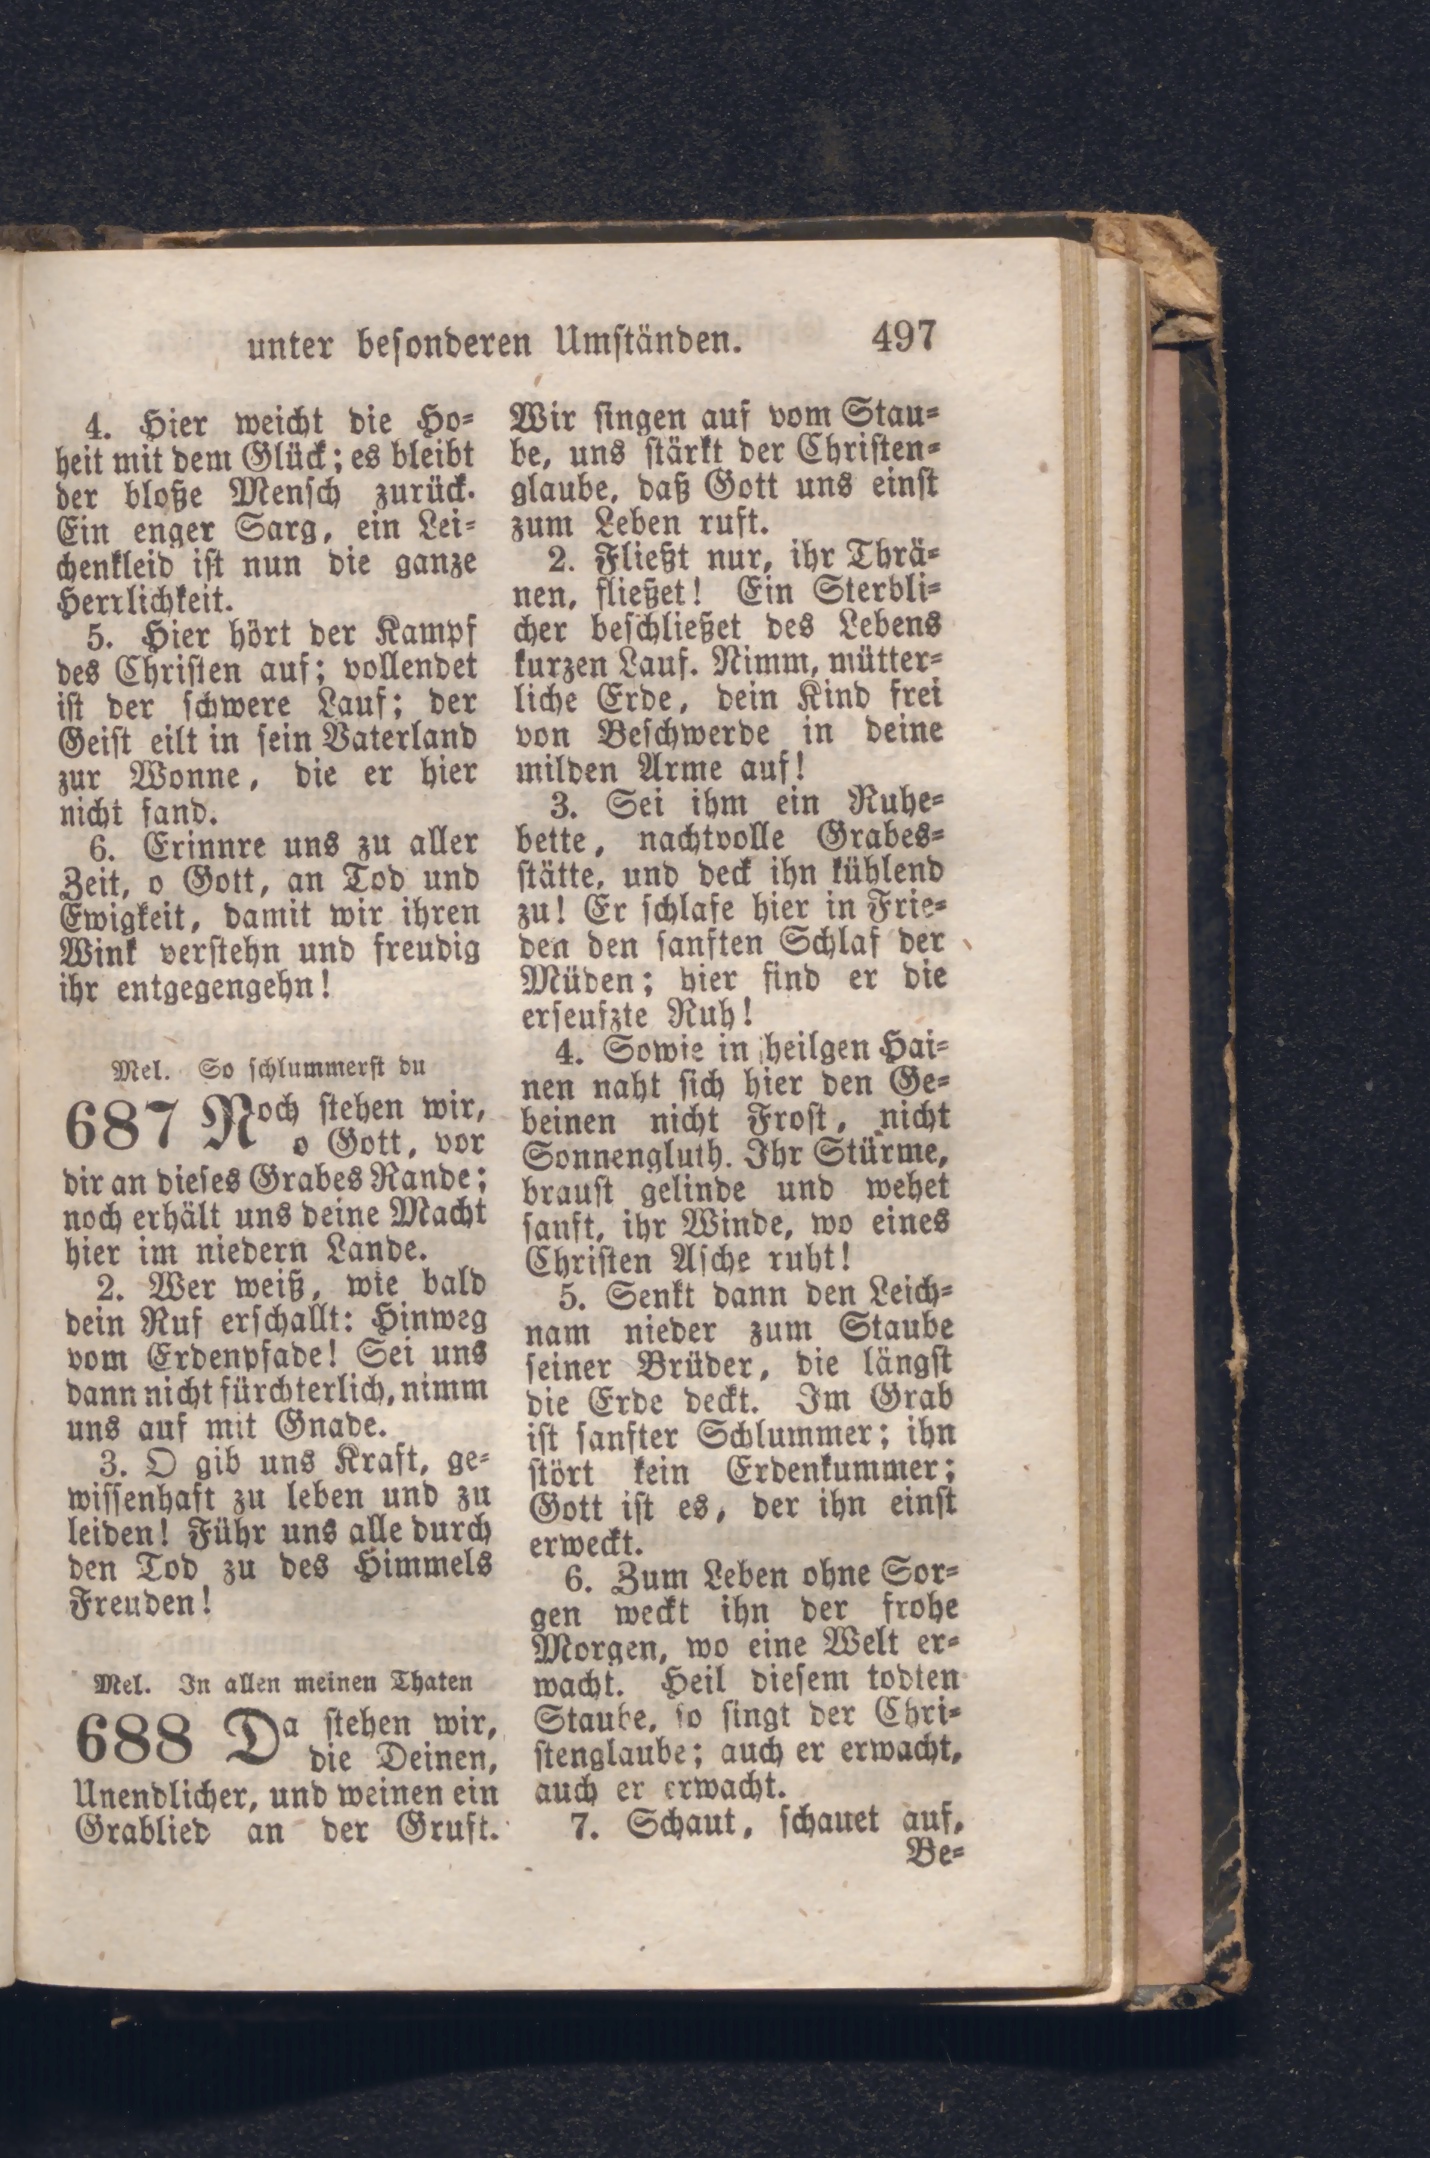 unter besonderen Umständen. 497
4. Hier weicht die Ho-
heit mit dem Glück; es bleibt
der bloße Mensch zurück.
Ein enger Sarg, ein Lei-
chenkleid ist nun die ganze
Herrlichkeit.
5. Hier hört der Kampf
des Christen auf; vollendet
ist der schwere Lauf; der
Geist eilt in sein Vaterland
zur Wonne, die er hier
nicht fand.
6. Erinnre uns zu aller
Zeit, o Gott, an Tod und
Ewigkeit, damit wir ihren
Wink verstehn und freudig
ihr entgegengehn!
Mel. So schlummerst du
687 Noch stehen wir,
o Gott, vor
dir an dieses Grabes Rande;
noch erhält uns deine Macht
hier im niedern Lande.
2. Wer weiß, wie bald
dein Ruf erschallt: Hinweg
vom Erdenpfade! Sei uns
dann nicht fürchterlich, nimm
uns auf mit Gnade.
3. O gib uns Kraft, ge-
wissenhaft zu leben und zu
leiden! Führ uns alle durch
den Tod zu des Himmels
Freuden!
Mel. In allen meinen Thaten
688 Da stehen wir,
die Deinen,
Unendlicher, und weinen ein
Grablied an der Gruft.
Wir singen auf vom Stau-
be, uns stärkt der Christen-
glaube, daß Gott uns einst
zum Leben ruft.
2. Fließt nur, ihr Thrä-
nen, fließet! Ein Sterbli-
cher beschließet des Lebens
kurzen Lauf. Nimm, mütter-
liche Erde, dein Kind frei
von Beschwerde in deine
milden Arme auf!
3. Sei ihm ein Ruhe-
bette, nachtvolle Grabes-
stätte, und deck ihn kühlend
zu! Er schlafe hier in Frie-
den den sanften Schlaf der
Müden; hier find er die
erseufzte Ruh!
4. Sowie in heilgen Hai-
nen naht sich hier den Ge-
beinen nicht Frost, nicht
Sonnengluth. Ihr Stürme,
braust gelinde und wehet
sanft, ihr Winde, wo eines
Christen Asche ruht!
5. Senkt dann den Leich-
nam nieder zum Staube
seiner Brüder, die längst
die Erde deckt. Im Grab
ist sanfter Schlummer; ihn
stört kein Erdenkummer;
Gott ist es, der ihn einst
erweckt.
6. Zum Leben ohne Sor-
gen weckt ihn der frohe
Morgen, wo eine Welt er-
wacht. Heil diesem todten
Staube, so singt der Chri-
stenglaube; auch er erwacht,
auch er erwacht.
7. Schaut, schauet auf,
Be-